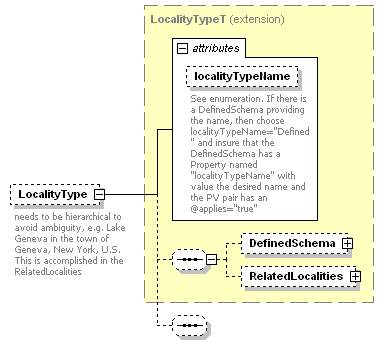 LocalityTypeT (extension)
attributes
localityTypeName
See enumeration. If there is
a DefinedSchema providing
the name, then choose
localityTypeName="Defined
" and insure that the
DefinedSchema has a
Property named
"localityTypeName" with
value the desired name and
the PV pair has an
@applies="true"
LocalityType
needs to be hierarchical to
avoid ambiguity, e.g. Lake
Geneva in the town of
Geneva, New York, U.S.
This is accomplished in the
RelatedLocalities
DefinedSchema
RelatedLocalities